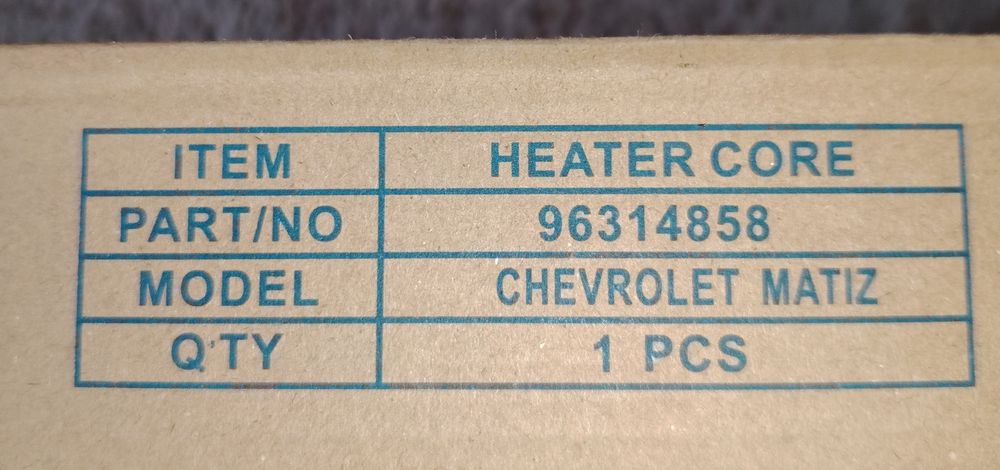 ITEM HEATER CORE
PART/NO 96314858
MODEL CHEVROLET MATIZ
Q'TY 1 PCS